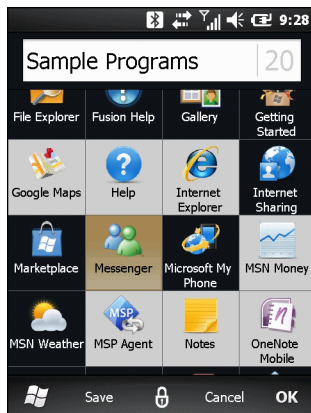 9:28
Sample Programs 20
File Explorer Fusion Help Gallery Getting
Started
Google Maps Help Internet Internet
Explorer Sharing
Marketplace Messenger Microsoft My MSN Money
Phone
MSN Weather MSP Agent Notes OneNote
Mobile
MSP
Save Cancel OK